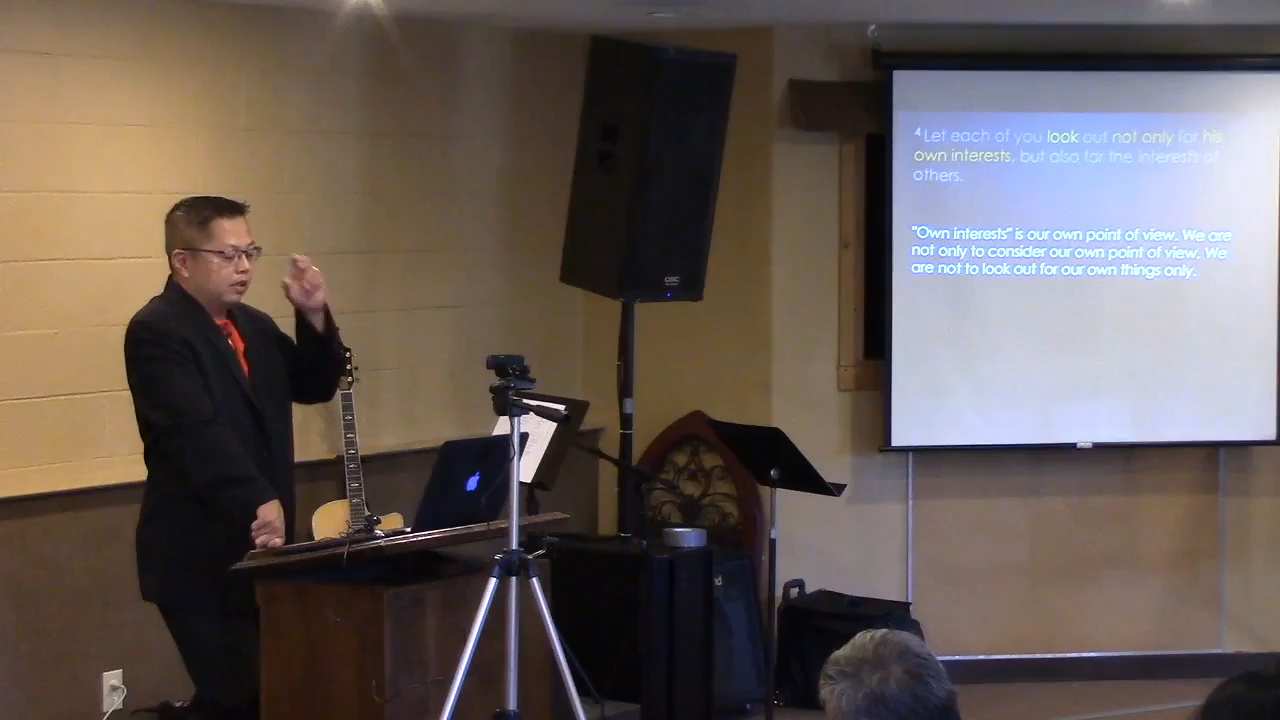 4 Let each of you look out not only for his
own interests, but also for the interests of
others.
"Own interests" is our own point of view. We are
not only to consider our own point of view. We
are not to look out for our own things only.
QSC